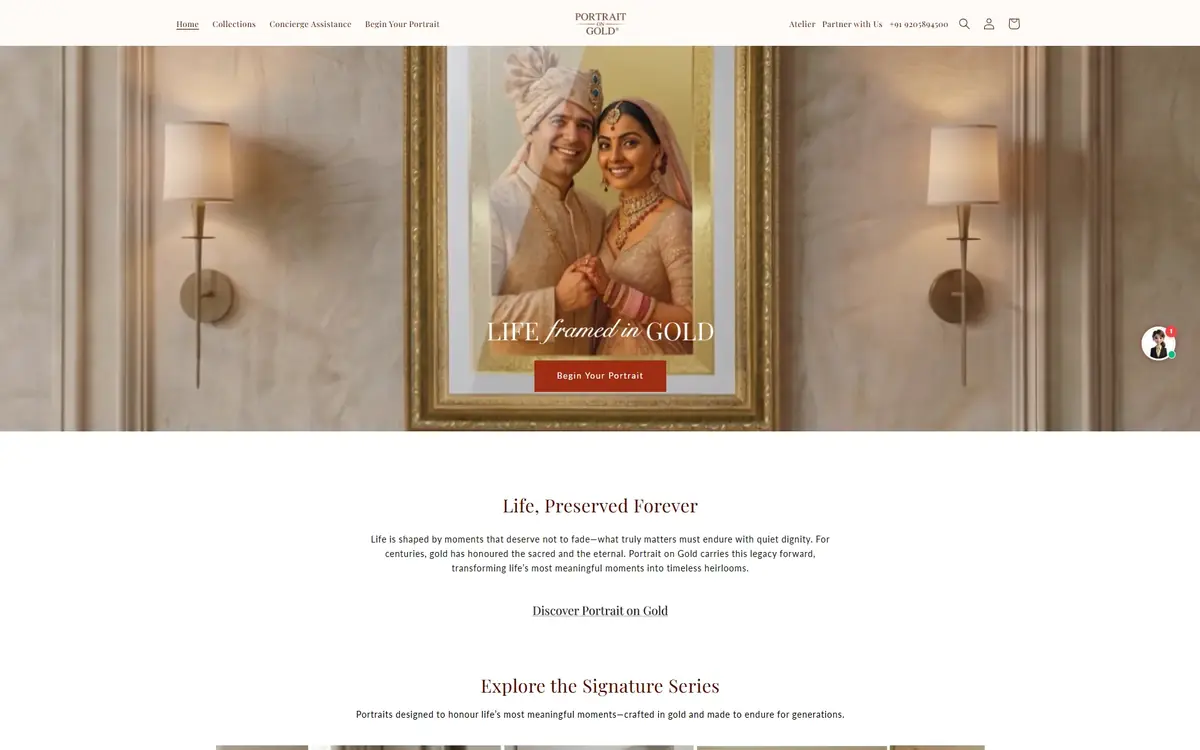 Home Collections Concierge Assistance Begin Your Portrait
PORTRAIT
ON
GOLD®
Atelier Partner with Us +91 9205894500
1
LIFE framed in GOLD
Begin Your Portrait
Life, Preserved Forever
Life is shaped by moments that deserve not to fade—what truly matters must endure with quiet dignity. For
centuries, gold has honoured the sacred and the eternal. Portrait on Gold carries this legacy forward,
transforming life's most meaningful moments into timeless heirlooms.
Discover Portrait on Gold
Explore the Signature Series
Portraits designed to honour life's most meaningful moments—crafted in gold and made to endure for generations.